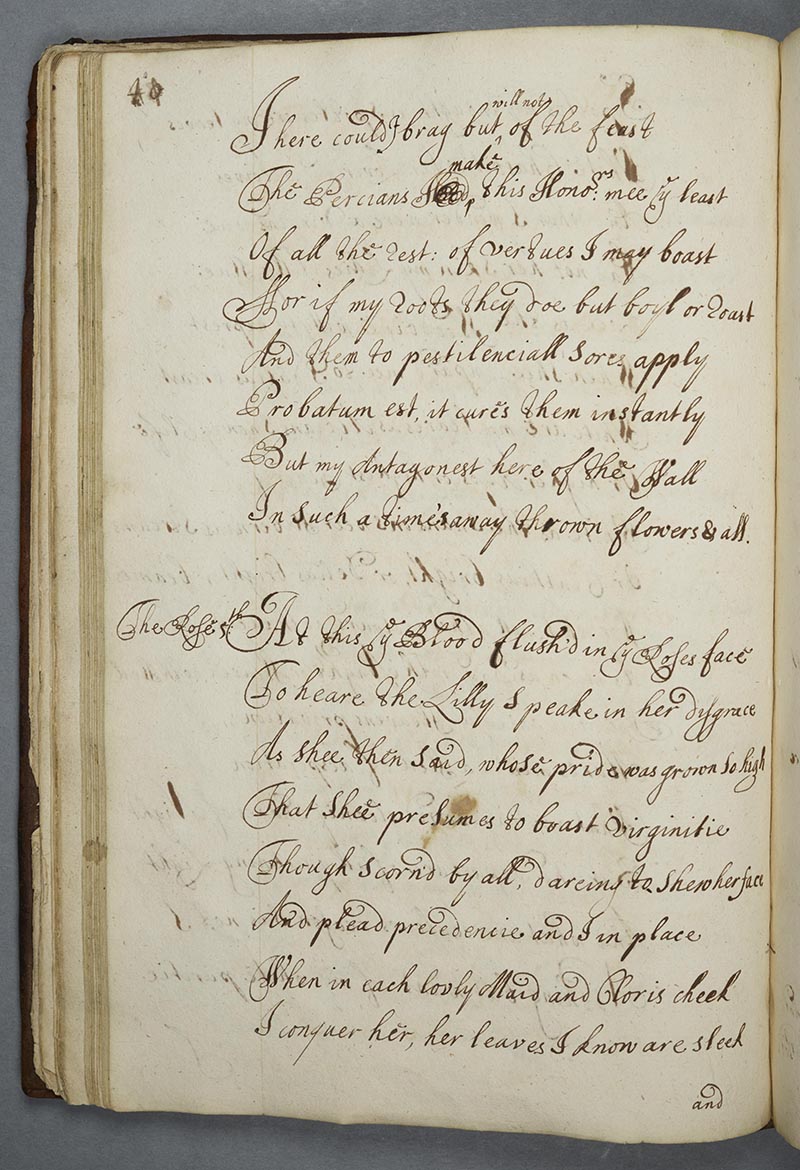 40
Here could I brag but will not of the feast
The Percians make this Honor:rs mee ye least
Of all the rest: of vertues I may boast
For if my roots they doe but boyl or roast
And them to pestilenciall sores apply
Probatum est, it cures them instantly
But my Antagonest here of the Wall
In such a time's away thrown flowers & all.
The Roses 5th: At this ye Blood flush'd in ye Roses face
To heare the Lilly speake in her disgrace
As shee then said, whose pride was grown so high
That shee presumes to boast Virginitie
Though scorn'd by all, dareing to shew her face
And plead precedencie and I in place
When in each lovly Maid and Cloris cheek
I conquer her, her leaves I know are sleek
and